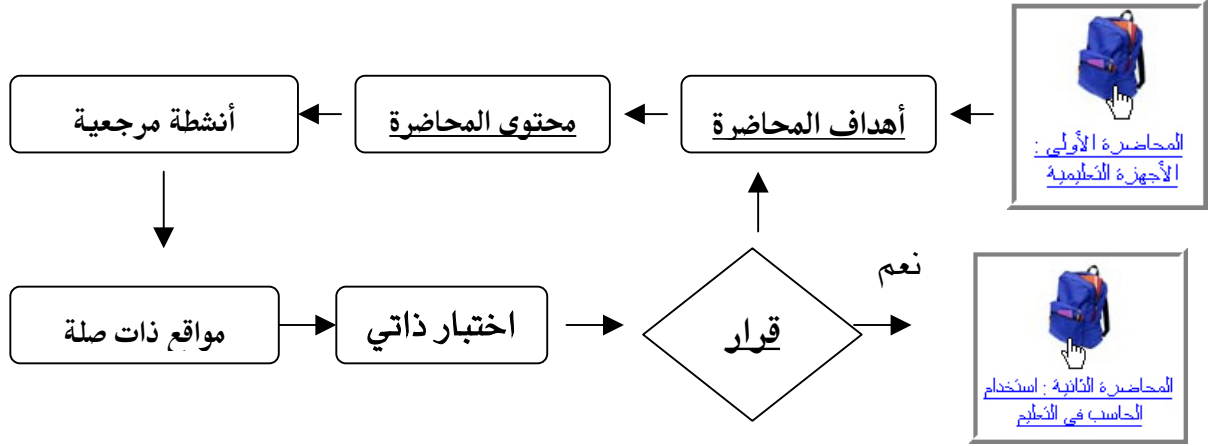 المحاضرة الأولى :
الأجهزة التعليمية
أهداف المحاضرة
محتوى المحاضرة
أنشطة مرجعية
مواقع ذات صلة
اختبار ذاتي
قرار
نعم
المحاضرة الثانية : استخدام
الحاسب في التعليم